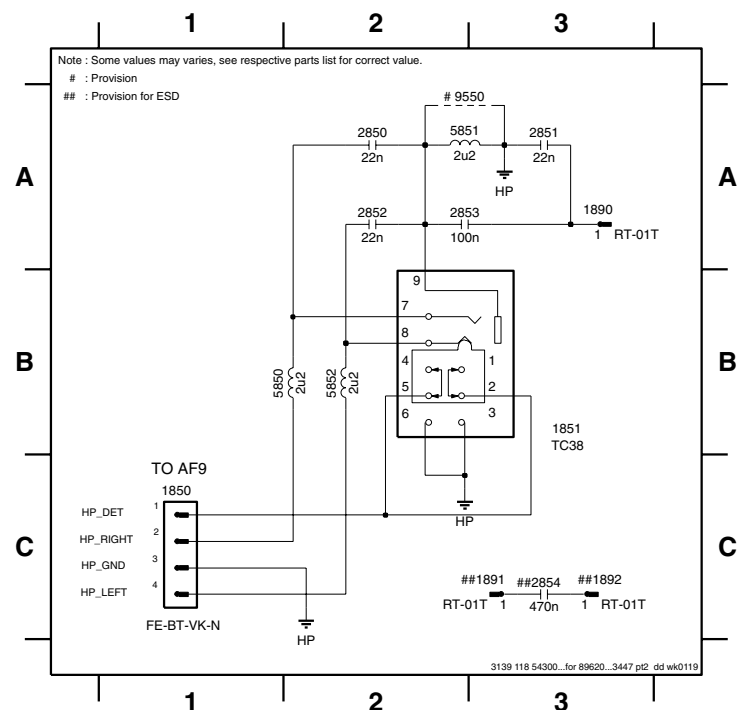 1 2 3
Note : Some values may varies, see respective parts list for correct value.
# : Provision
## : Provision for ESD
# 9550
2850
22n
5851
2u2
2851
22n
A
A
HP
2852
22n
2853
100n
1890
1 RT-01T
9
7
8
4
1
B
B
5850
2u2
5852
2u2
5
2
6
3
1851
TC38
TO AF9
1850
HP_DET 1
HP_RIGHT 2
HP_GND 3
HP_LEFT 4
FE-BT-VK-N
HP
HP
C
C
##1891
RT-01T 1
##2854
470n
##1892
1 RT-01T
3139 118 54300...for 89620...3447 pt2 dd wk0119
1 2 3